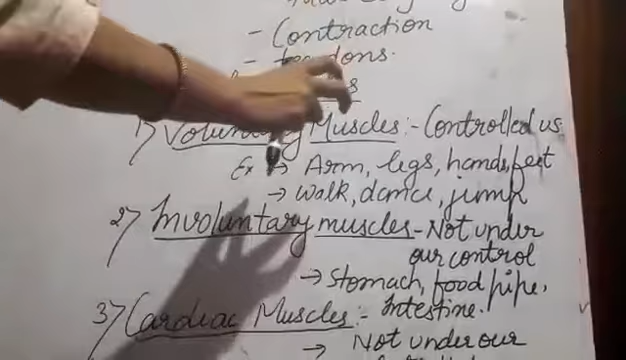 - Contraction
- tendons.
1) Voluntary Muscles:- Controlled us
Ex → Arm, legs, hands, feet
→ Walk, dance, jump
2) Involuntary muscles - Not under
our control
→ Stomach, food pipe,
Intestine.
3) Cardiac Muscles:-
→ Not under our